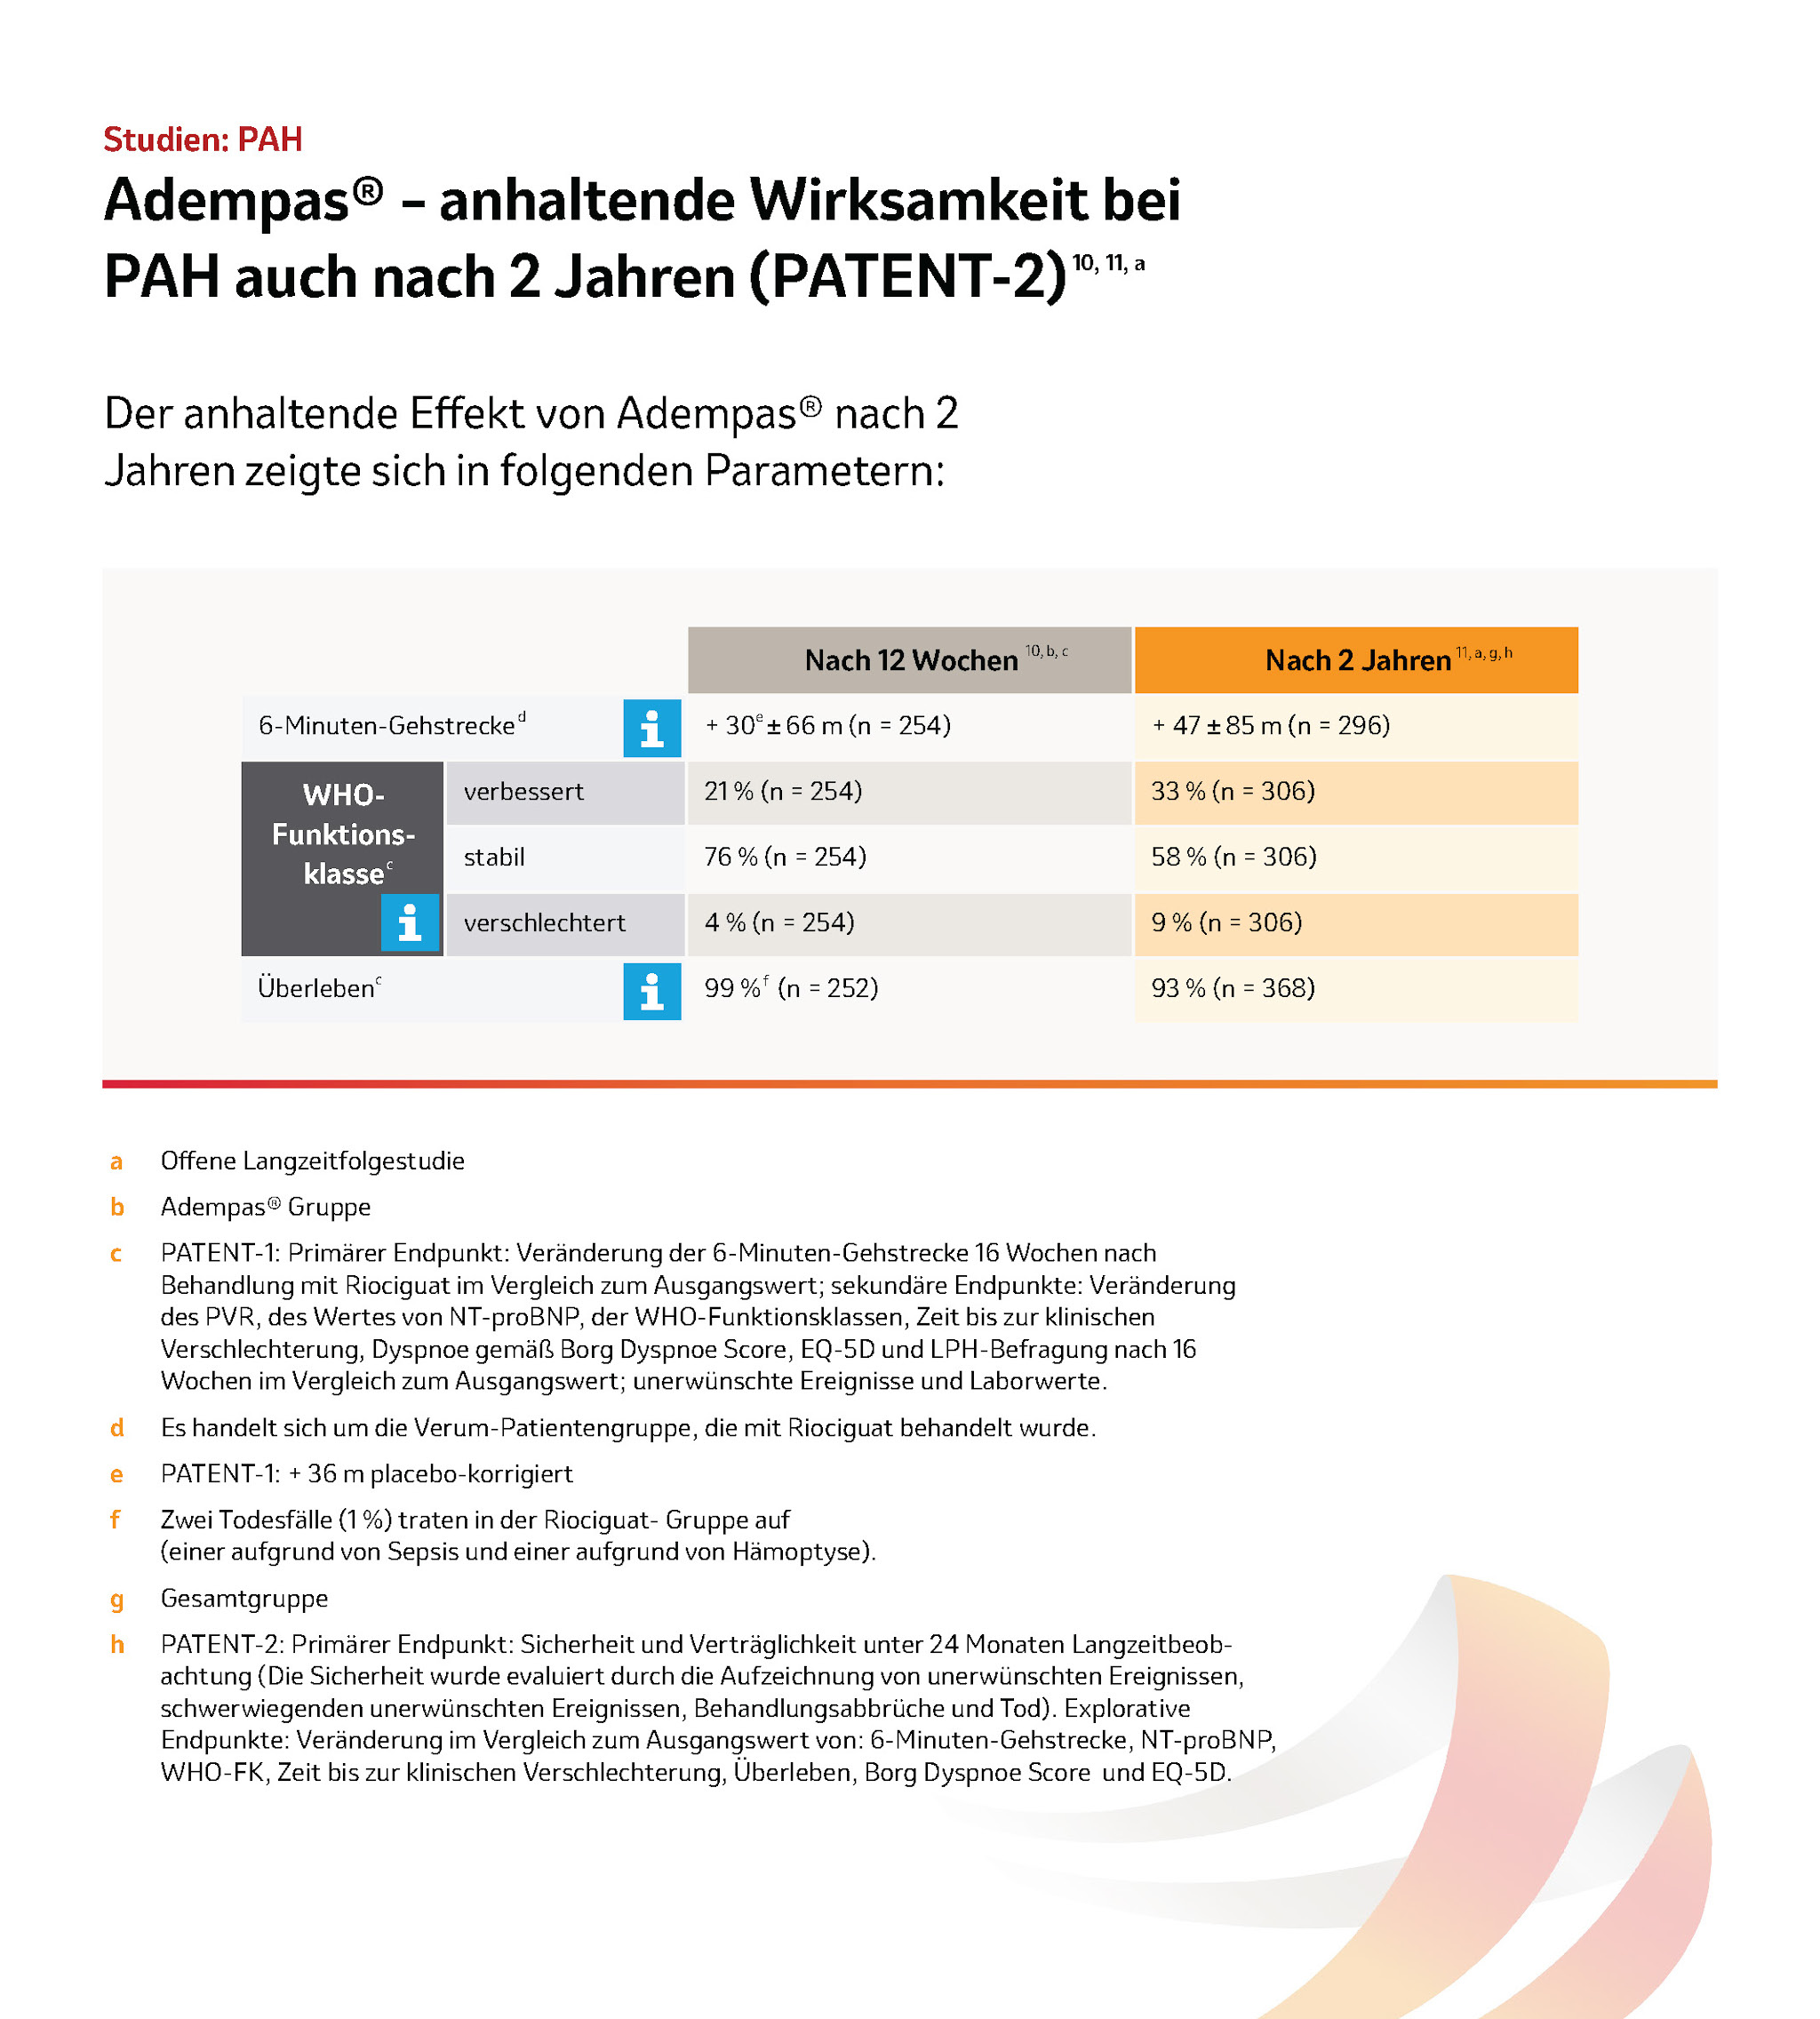 Studien: PAH
Adempas® – anhaltende Wirksamkeit bei
PAH auch nach 2 Jahren (PATENT-2)10, 11, a
Der anhaltende Effekt von Adempas® nach 2
Jahren zeigte sich in folgenden Parametern:
Nach 12 Wochen 10, b, c Nach 2 Jahren 11, a, g, h
6-Minuten-Gehstrecke d i + 30e ± 66 m (n = 254) + 47 ± 85 m (n = 296)
WHO-
Funktions-
klasse c
i
verbessert 21 % (n = 254) 33 % (n = 306)
stabil 76 % (n = 254) 58 % (n = 306)
verschlechtert 4 % (n = 254) 9 % (n = 306)
Überleben c i 99 % f (n = 252) 93 % (n = 368)
a Offene Langzeitfolgestudie
b Adempas® Gruppe
c PATENT-1: Primärer Endpunkt: Veränderung der 6-Minuten-Gehstrecke 16 Wochen nach
Behandlung mit Riociguat im Vergleich zum Ausgangswert; sekundäre Endpunkte: Veränderung
des PVR, des Wertes von NT-proBNP, der WHO-Funktionsklassen, Zeit bis zur klinischen
Verschlechterung, Dyspnoe gemäß Borg Dyspnoe Score, EQ-5D und LPH-Befragung nach 16
Wochen im Vergleich zum Ausgangswert; unerwünschte Ereignisse und Laborwerte.
d Es handelt sich um die Verum-Patientengruppe, die mit Riociguat behandelt wurde.
e PATENT-1: + 36 m placebo-korrigiert
f Zwei Todesfälle (1 %) traten in der Riociguat- Gruppe auf
(einer aufgrund von Sepsis und einer aufgrund von Hämoptyse).
g Gesamtgruppe
h PATENT-2: Primärer Endpunkt: Sicherheit und Verträglichkeit unter 24 Monaten Langzeitbeob-
achtung (Die Sicherheit wurde evaluiert durch die Aufzeichnung von unerwünschten Ereignissen,
schwerwiegenden unerwünschten Ereignissen, Behandlungsabbrüche und Tod). Explorative
Endpunkte: Veränderung im Vergleich zum Ausgangswert von: 6-Minuten-Gehstrecke, NT-proBNP,
WHO-FK, Zeit bis zur klinischen Verschlechterung, Überleben, Borg Dyspnoe Score und EQ-5D.